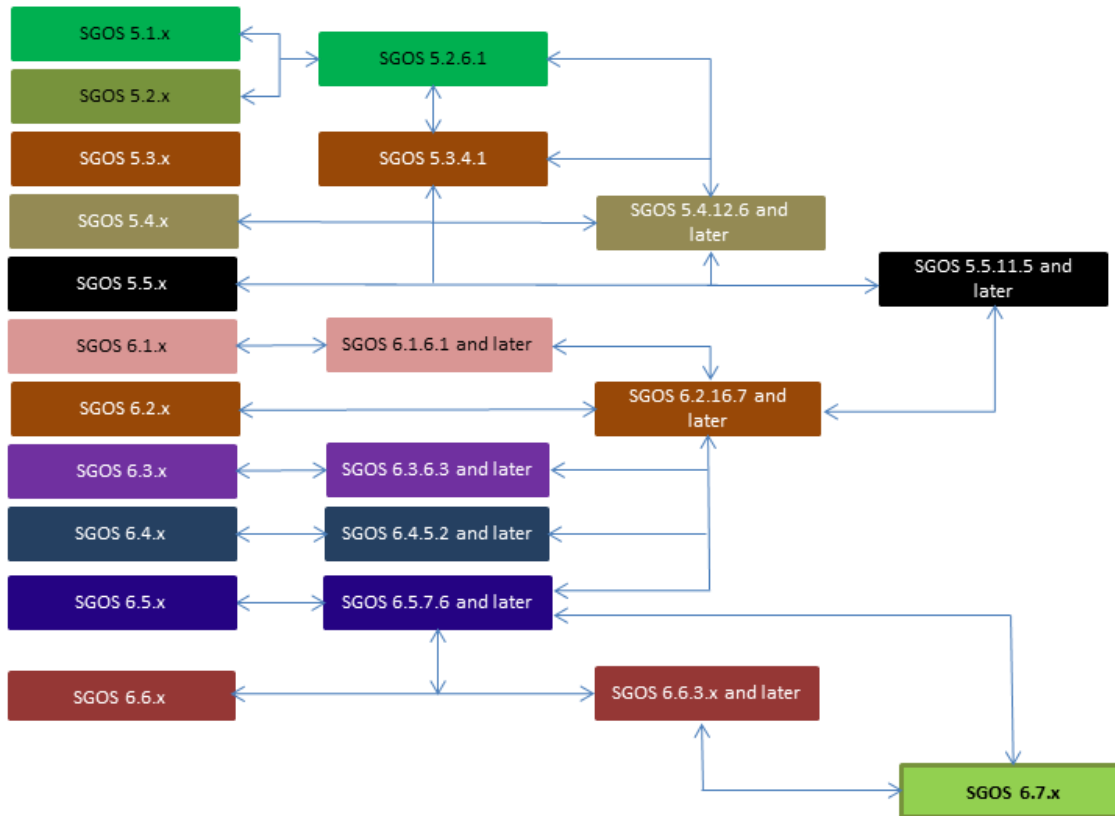 SGOS 5.1.x
SGOS 5.2.6.1
SGOS 5.2.x
SGOS 5.3.x
SGOS 5.3.4.1
SGOS 5.4.x
SGOS 5.4.12.6 and
later
SGOS 5.5.x
SGOS 5.5.11.5 and
later
SGOS 6.1.x
SGOS 6.1.6.1 and later
SGOS 6.2.x
SGOS 6.2.16.7 and
later
SGOS 6.3.x
SGOS 6.3.6.3 and later
SGOS 6.4.x
SGOS 6.4.5.2 and later
SGOS 6.5.x
SGOS 6.5.7.6 and later
SGOS 6.6.x
SGOS 6.6.3.x and later
SGOS 6.7.x